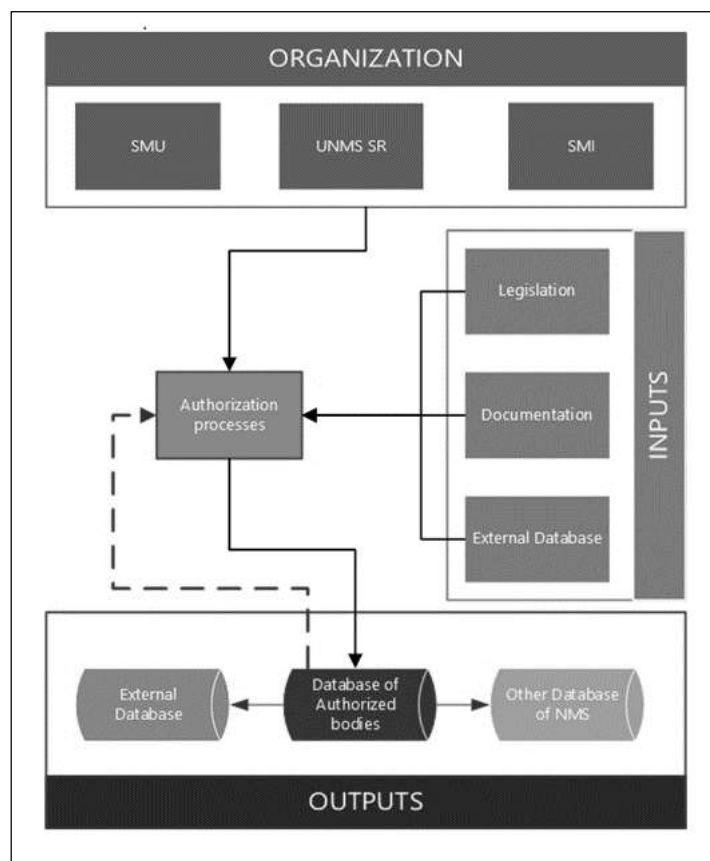 ORGANIZATION
SMU
UNMS SR
SMI
Legislation
Documentation
External Database
INPUTS
Authorization
processes
External
Database
Database of
Authorized
bodies
Other Database
of NMS
OUTPUTS